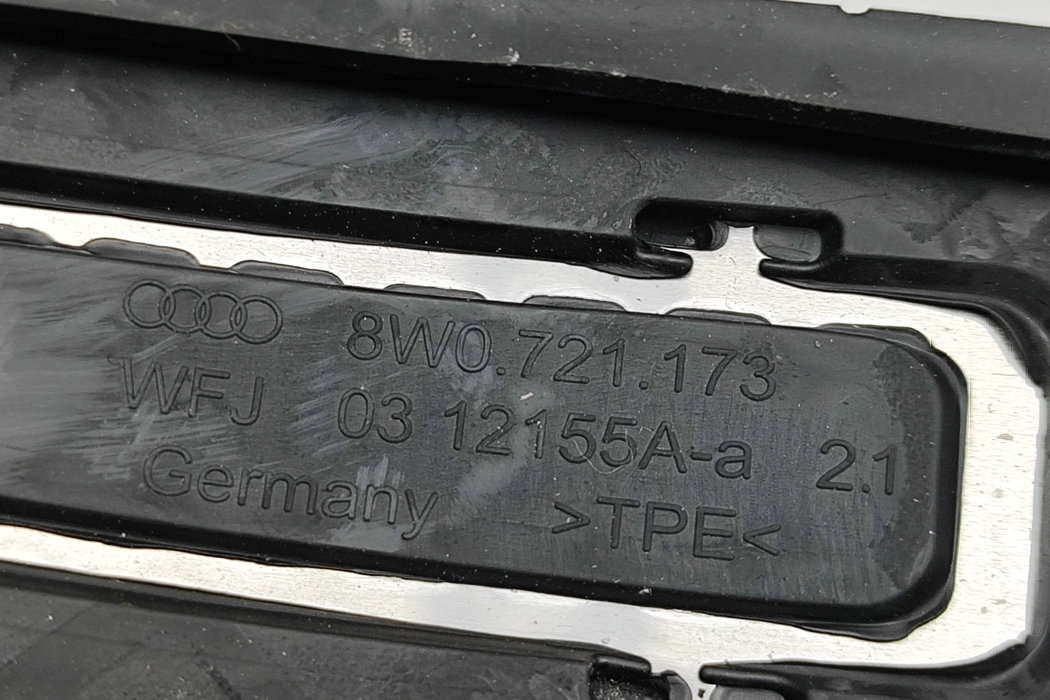 8W0.721.173
WFJ 03 12155A-a 2.1
Germany >TPE<